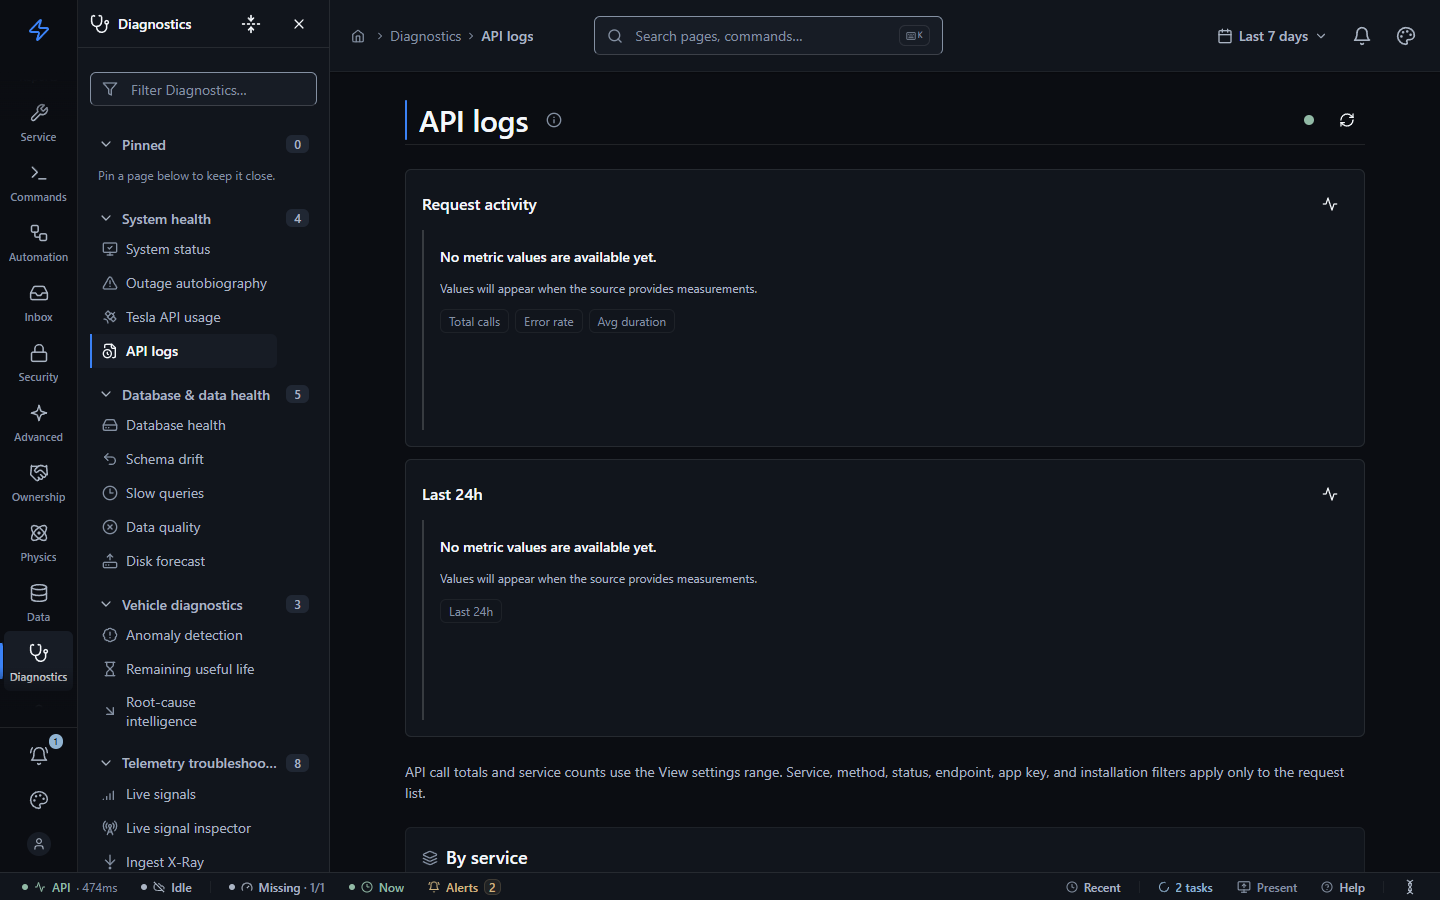 Diagnostics
Diagnostics
API logs
Search pages, commands...
K
Last 7 days
Service
Commands
Automation
Inbox
Security
Advanced
Ownership
Physics
Data
Diagnostics
1
Filter Diagnostics...
Pinned
0
Pin a page below to keep it close.
System health
4
System status
Outage autobiography
Tesla API usage
API logs
Database & data health
5
Database health
Schema drift
Slow queries
Data quality
Disk forecast
Vehicle diagnostics
3
Anomaly detection
Remaining useful life
Root-cause
intelligence
Telemetry troubleshoo...
8
Live signals
Live signal inspector
Ingest X-Ray
API logs
Request activity
No metric values are available yet.
Values will appear when the source provides measurements.
Total calls
Error rate
Avg duration
Last 24h
No metric values are available yet.
Values will appear when the source provides measurements.
Last 24h
API call totals and service counts use the View settings range. Service, method, status, endpoint, app key, and installation filters apply only to the request
list.
By service
API · 474ms
Idle
Missing · 1/1
Now
Alerts 2
Recent
2 tasks
Present
Help